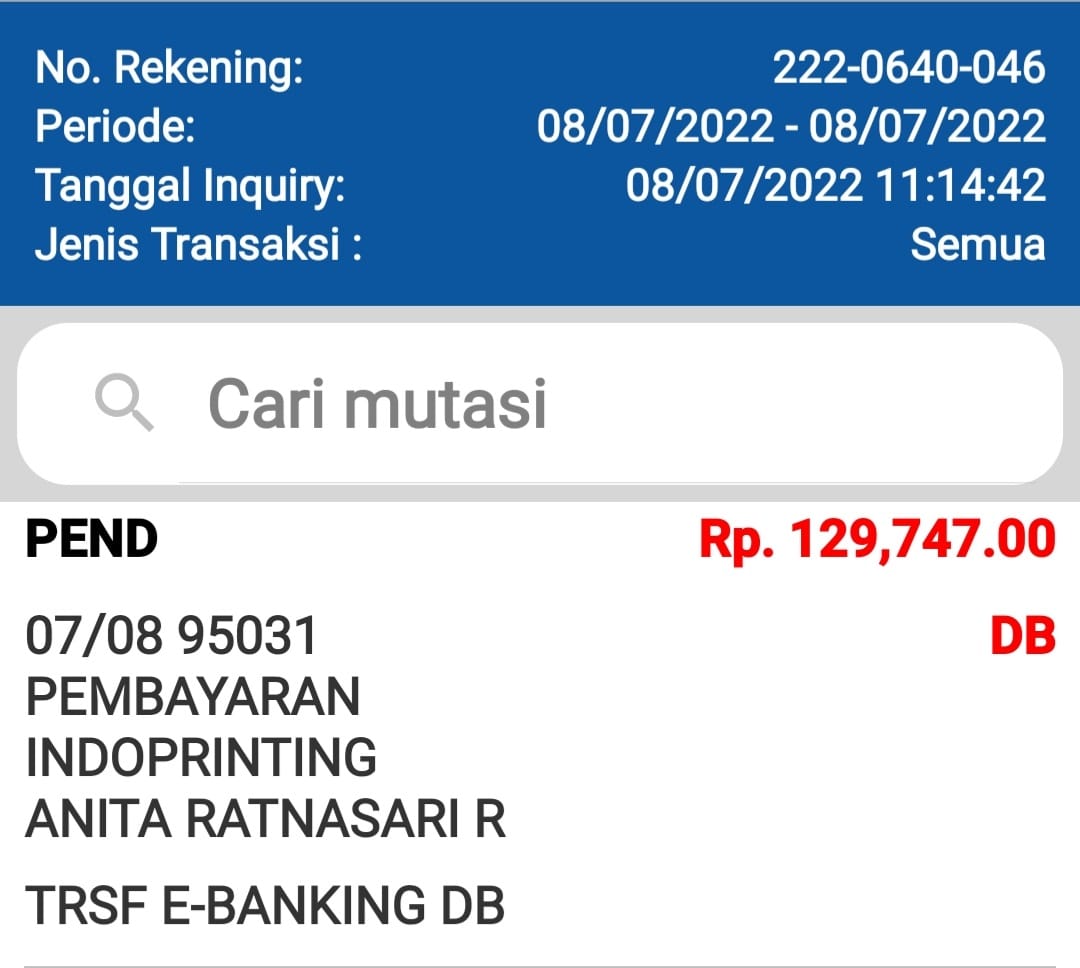 No. Rekening: 222-0640-046
Periode: 08/07/2022 - 08/07/2022
Tanggal Inquiry: 08/07/2022 11:14:42
Jenis Transaksi : Semua
Cari mutasi
PEND Rp. 129,747.00
07/08 95031 DB
PEMBAYARAN
INDOPRINTING
ANITA RATNASARI R
TRSF E-BANKING DB